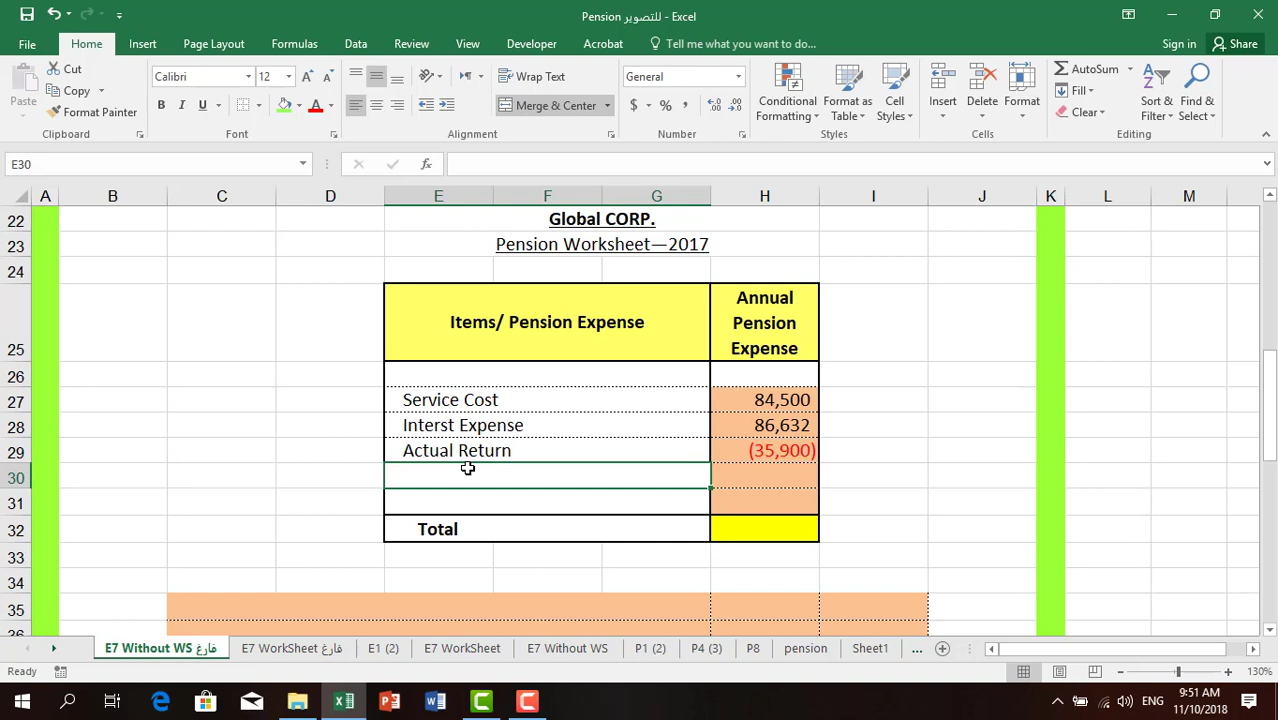 Pension للتصوير - Excel
File Home Insert Page Layout Formulas Data Review View Developer Acrobat Tell me what you want to do... Sign in Share
Paste
Cut
Copy
Format Painter
Clipboard
Calibri 12
B I U A
Font
Wrap Text
Merge & Center
Alignment
General
$ % ,
Number
Conditional Formatting
Format as Table
Cell Styles
Styles
Insert Delete Format
Cells
AutoSum
Fill
Clear
Sort & Filter
Find & Select
Editing
E30 fx
A B C D E F G H I J K L M
22 Global CORP.
23 Pension Worksheet—2017
24
25 Items/ Pension Expense Annual Pension Expense
26
27 Service Cost 84,500
28 Interst Expense 86,632
29 Actual Return (35,900)
30
31
32 Total
33
34
35
36
E7 Without WS فارغ E7 WorkSheet فارغ E1 (2) E7 WorkSheet E7 Without WS P1 (2) P4 (3) P8 pension Sheet1 ...
Ready 130%
ENG 9:51 AM
11/10/2018